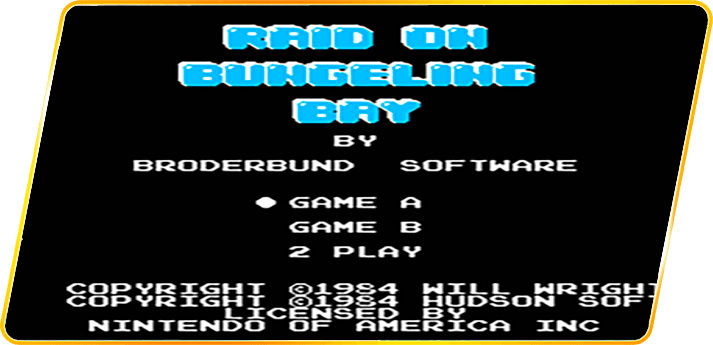 RAID ON
BUNGELING
BAY
BY
BRODERBUND SOFTWARE
GAME A
GAME B
2 PLAY
COPYRIGHT ©1984 WILL WRIGHT
COPYRIGHT ©1984 HUDSON SOFT
LICENSED BY
NINTENDO OF AMERICA INC